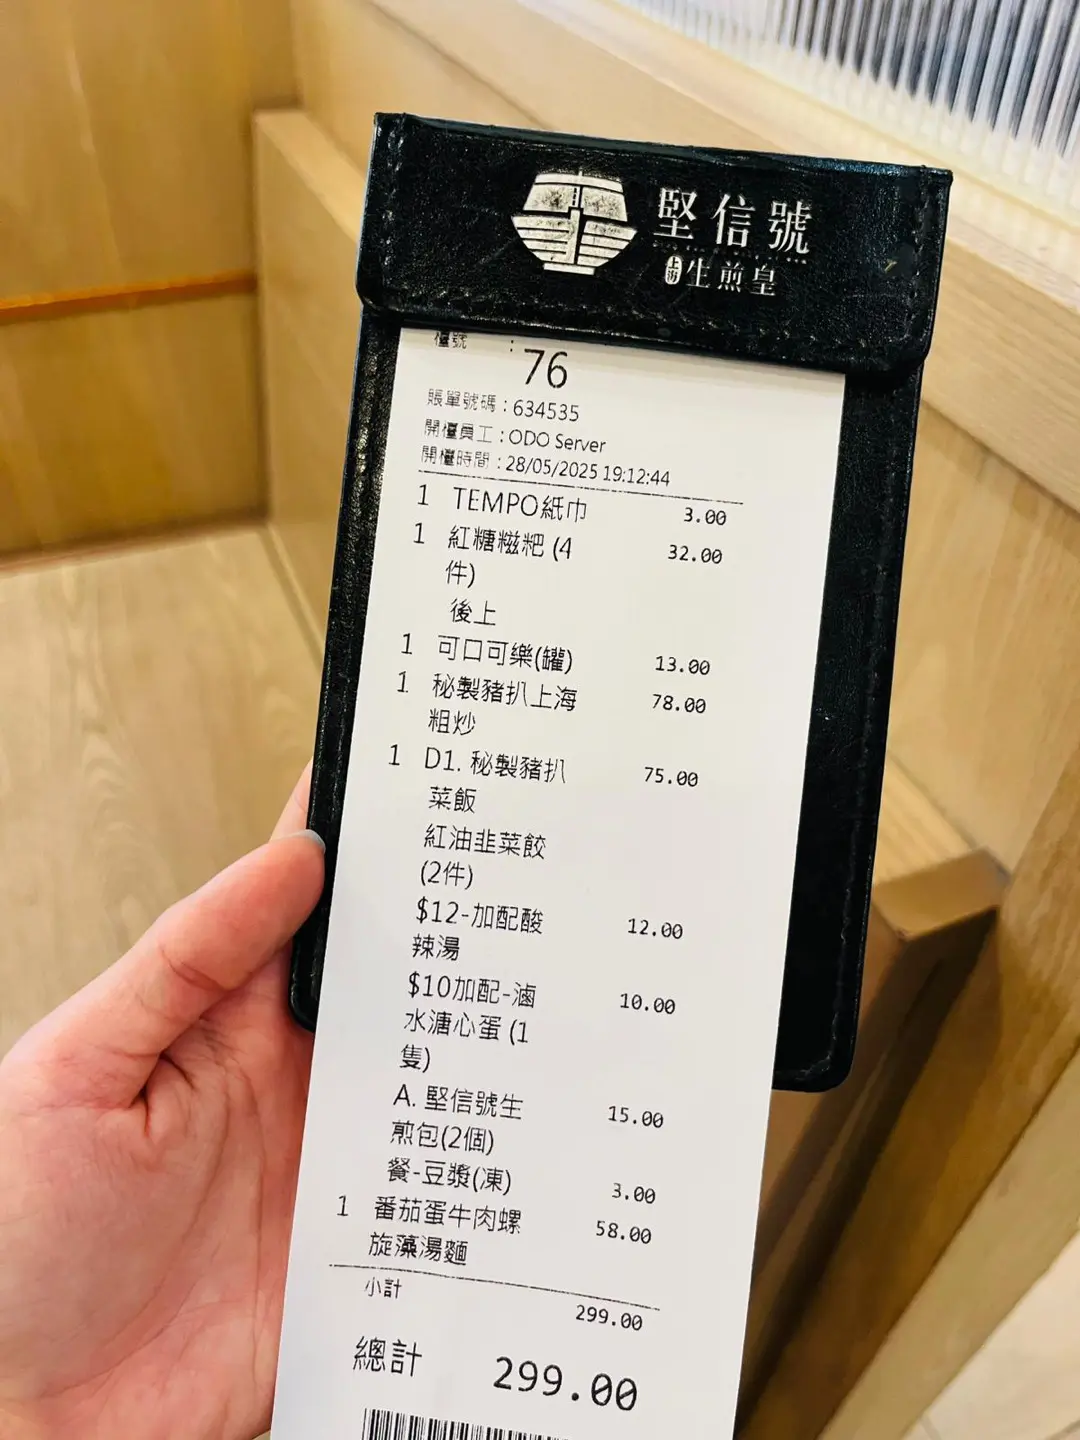 堅信號
上海生煎皇
檯號 :
76
賬單號碼 : 634535
開檯員工 : ODO Server
開檯時間 : 28/05/2025 19:12:44
1 TEMPO紙巾 3.00
1 紅糖糍粑 (4 32.00
件)
後上
1 可口可樂(罐) 13.00
1 秘製豬扒上海 78.00
粗炒
1 D1. 秘製豬扒 75.00
菜飯
紅油韭菜餃
(2件)
$12-加配酸 12.00
辣湯
$10加配-滷 10.00
水溏心蛋 (1
隻)
A. 堅信號生 15.00
煎包(2個)
餐-豆漿(凍) 3.00
1 番茄蛋牛肉螺 58.00
旋藻湯麵
小計 299.00
總計 299.00